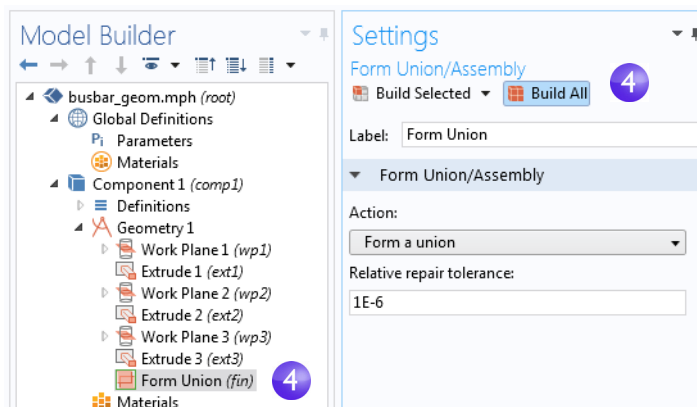 Model Builder
busbar_geom.mph (root)
Global Definitions
Pi Parameters
Materials
Component 1 (comp1)
Definitions
Geometry 1
Work Plane 1 (wp1)
Extrude 1 (ext1)
Work Plane 2 (wp2)
Extrude 2 (ext2)
Work Plane 3 (wp3)
Extrude 3 (ext3)
Form Union (fin)
4
Materials
Settings
Form Union/Assembly
Build Selected
Build All
4
Label: Form Union
Form Union/Assembly
Action:
Form a union
Relative repair tolerance:
1E-6